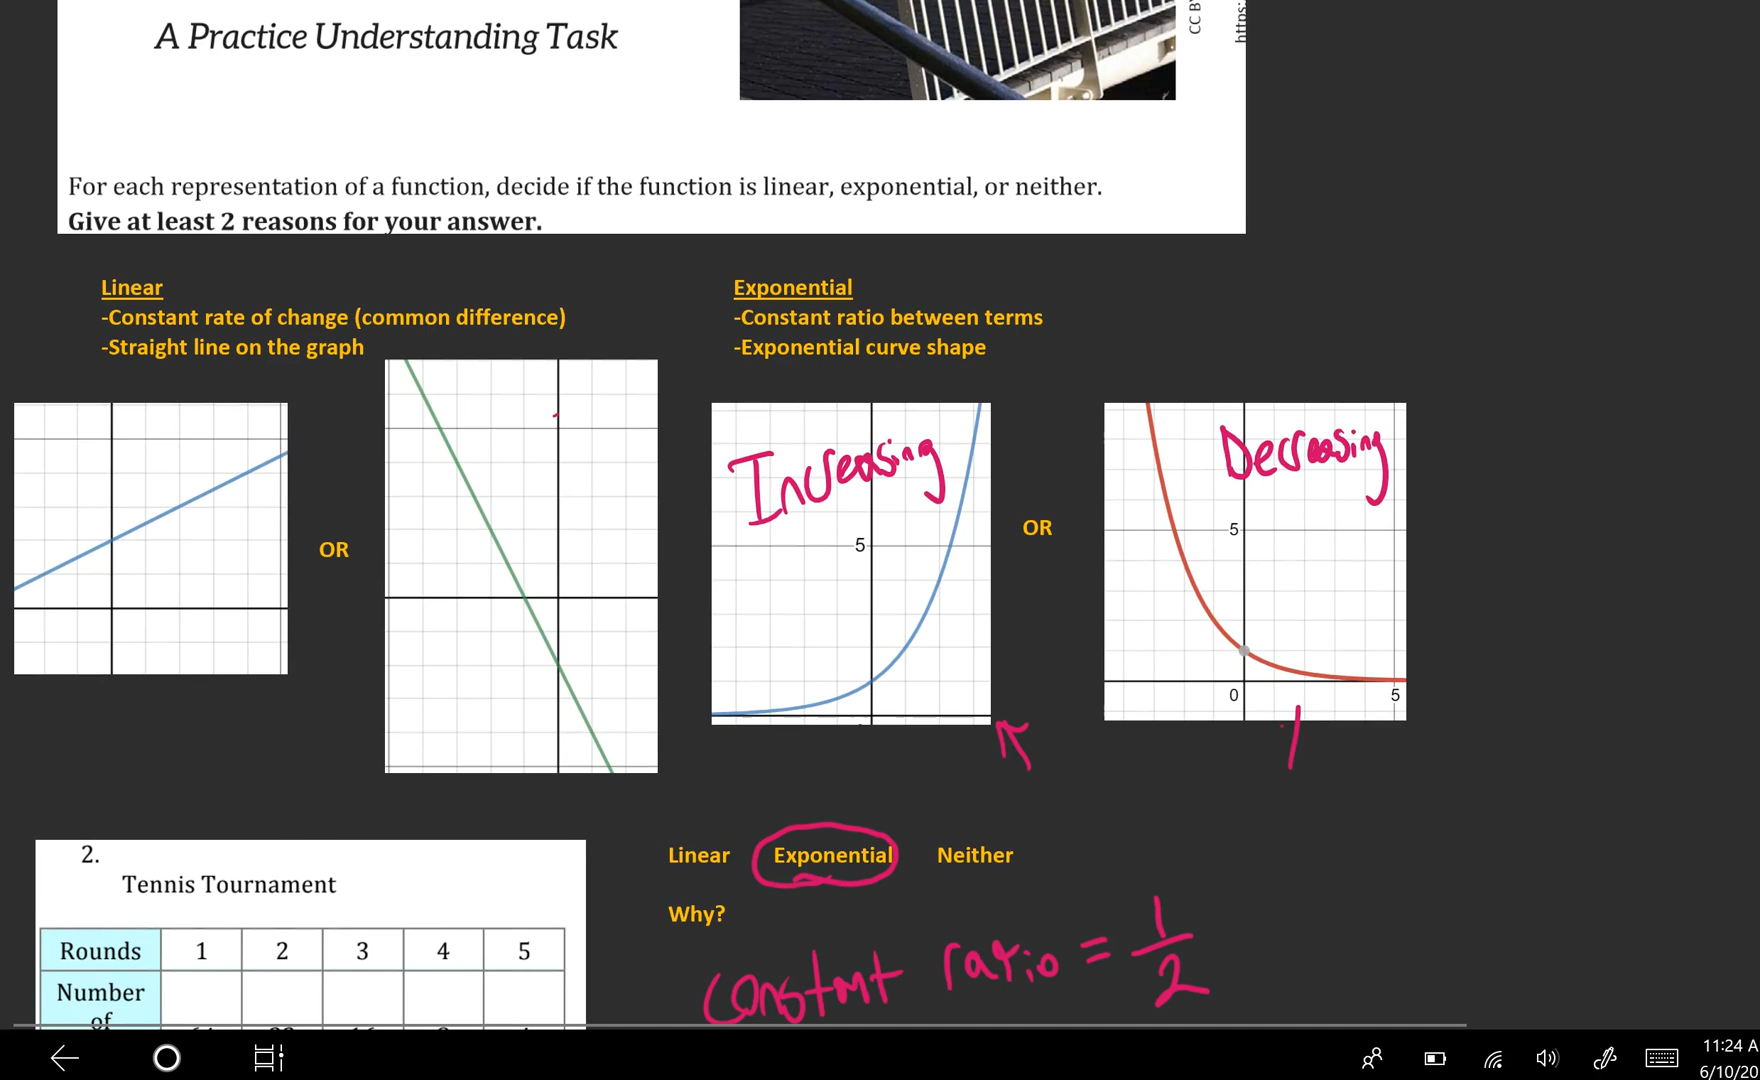 A Practice Understanding Task
CC BY
https:
For each representation of a function, decide if the function is linear, exponential, or neither.
Give at least 2 reasons for your answer.
Linear
-Constant rate of change (common difference)
-Straight line on the graph
Exponential
-Constant ratio between terms
-Exponential curve shape
OR
Increasing
5
OR
Decreasing
5
0
5
2.
Tennis Tournament
Rounds 1 2 3 4 5
Number
of
Linear Exponential Neither
Why?
constant ratio = 1/2
11:24 A
6/10/20